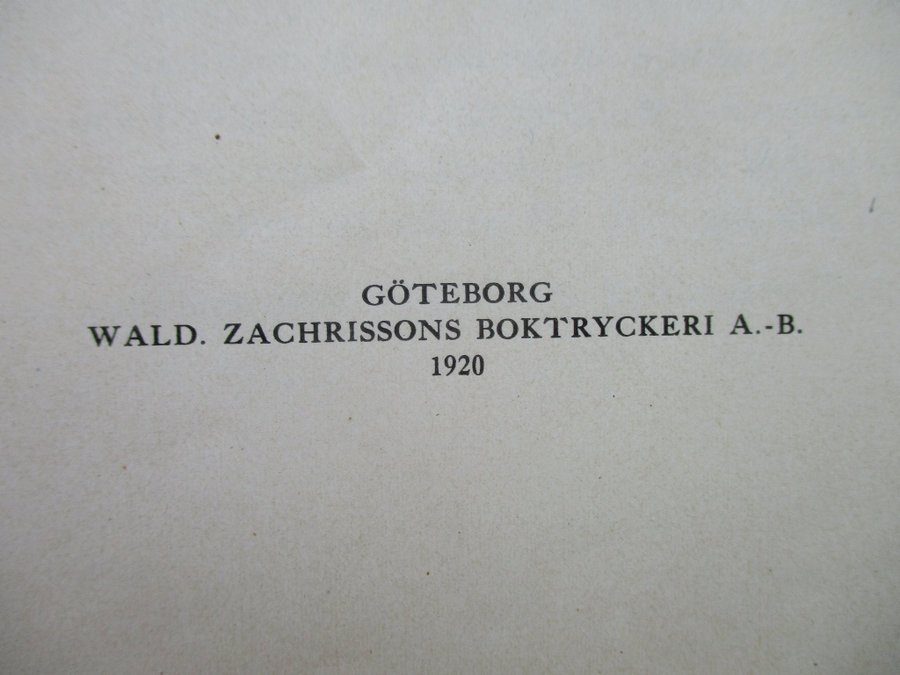 GÖTEBORG
WALD. ZACHRISSONS BOKTRYCKERI A.-B.
1920